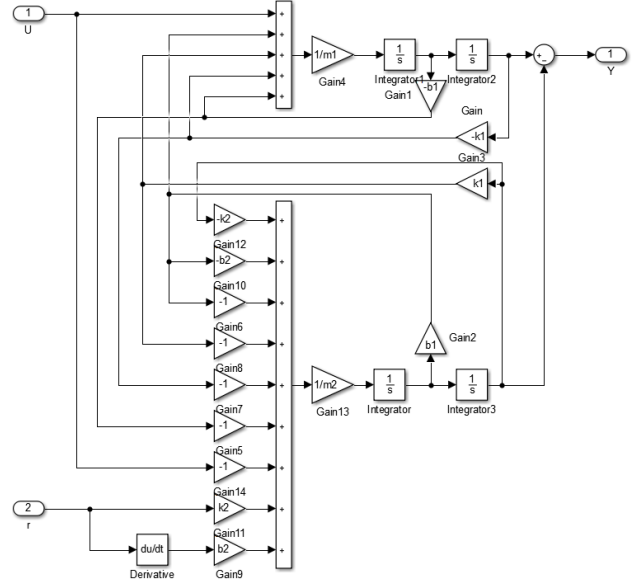 1
U
+
+
+
+
+
1/m1
Gain4
1
s
Integrator1
1
s
Integrator2
+
−
1
Y
-b1
Gain1
Gain
-k1
Gain3
k1
-k2
+
Gain12
-b2
+
Gain10
-1
+
Gain6
-1
+
Gain8
-1
+
Gain7
-1
+
Gain5
-1
+
Gain14
k2
+
Gain11
b2
+
Gain9
b1
Gain2
1/m2
Gain13
1
s
Integrator
1
s
Integrator3
2
r
du/dt
Derivative